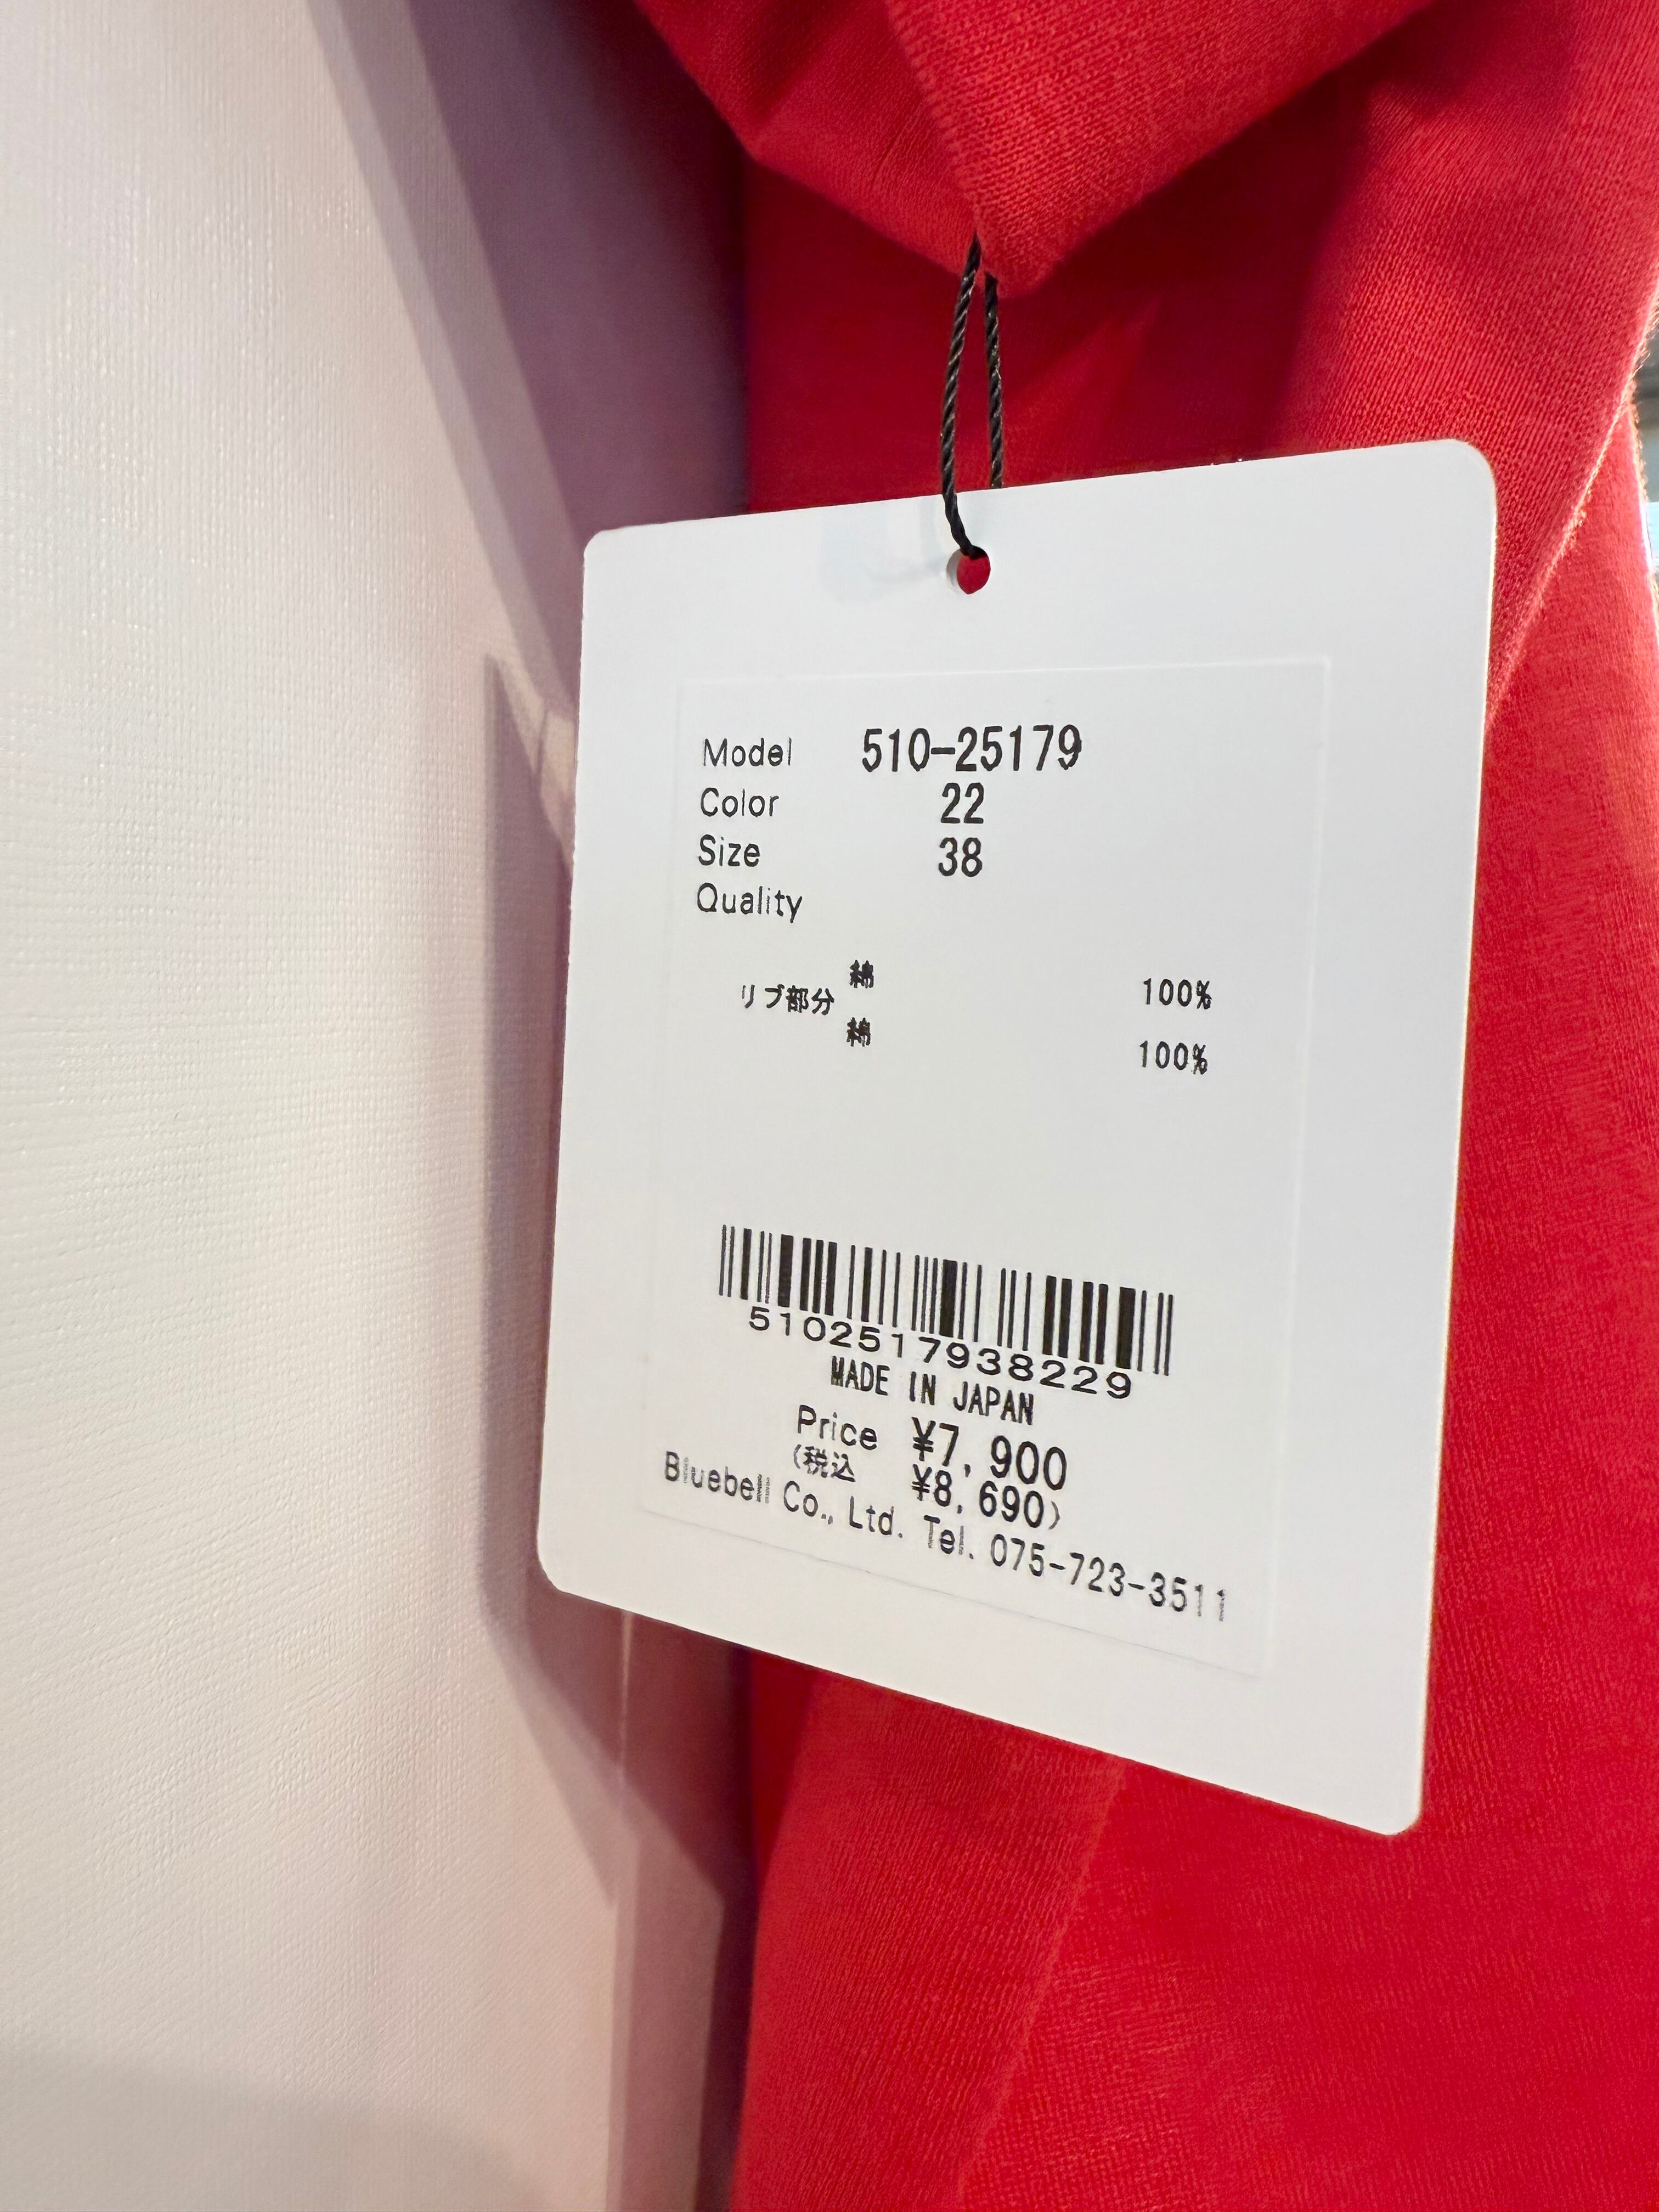 Model 510-25179
Color 22
Size 38
Quality
綿 100%
リブ部分
綿 100%
5102517938229
MADE IN JAPAN
Price ¥7,900
(税込 ¥8,690)
Bluebell Co., Ltd. Tel. 075-723-3511